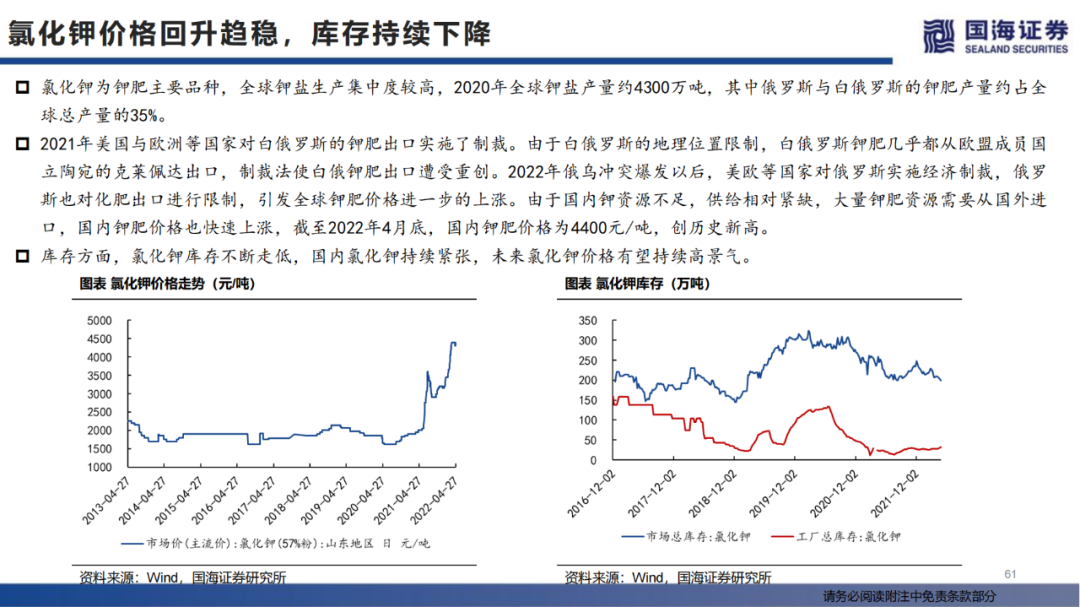 氯化钾价格回升趋稳，库存持续下降
国海证券
SEALAND SECURITIES
氯化钾为钾肥主要品种，全球钾盐生产集中度较高，2020年全球钾盐产量约4300万吨，其中俄罗斯与白俄罗斯的钾肥产量约占全
球总产量的35%。
2021年美国与欧洲等国家对白俄罗斯的钾肥出口实施了制裁。由于白俄罗斯的地理位置限制，白俄罗斯钾肥几乎都从欧盟成员国
立陶宛的克莱佩达出口，制裁法使白俄钾肥出口遭受重创。2022年俄乌冲突爆发以后，美欧等国家对俄罗斯实施经济制裁，俄罗
斯也对化肥出口进行限制，引发全球钾肥价格进一步的上涨。由于国内钾资源不足，供给相对紧缺，大量钾肥资源需要从国外进
口，国内钾肥价格也快速上涨，截至2022年4月底，国内钾肥价格为4400元/吨，创历史新高。
库存方面，氯化钾库存不断走低，国内氯化钾持续紧张，未来氯化钾价格有望持续高景气。
图表 氯化钾价格走势（元/吨）
5000
4500
4000
3500
3000
2500
2000
1500
1000
2013-04-27
2014-04-27
2015-04-27
2016-04-27
2017-04-27
2018-04-27
2019-04-27
2020-04-27
2021-04-27
2022-04-27
市场价(主流价):氯化钾(57%粉):山东地区 日 元/吨
资料来源：Wind，国海证券研究所
图表 氯化钾库存（万吨）
350
300
250
200
150
100
50
0
2016-12-02
2017-12-02
2018-12-02
2019-12-02
2020-12-02
2021-12-02
市场总库存:氯化钾
工厂总库存:氯化钾
资料来源：Wind，国海证券研究所
61
请务必阅读附注中免责条款部分